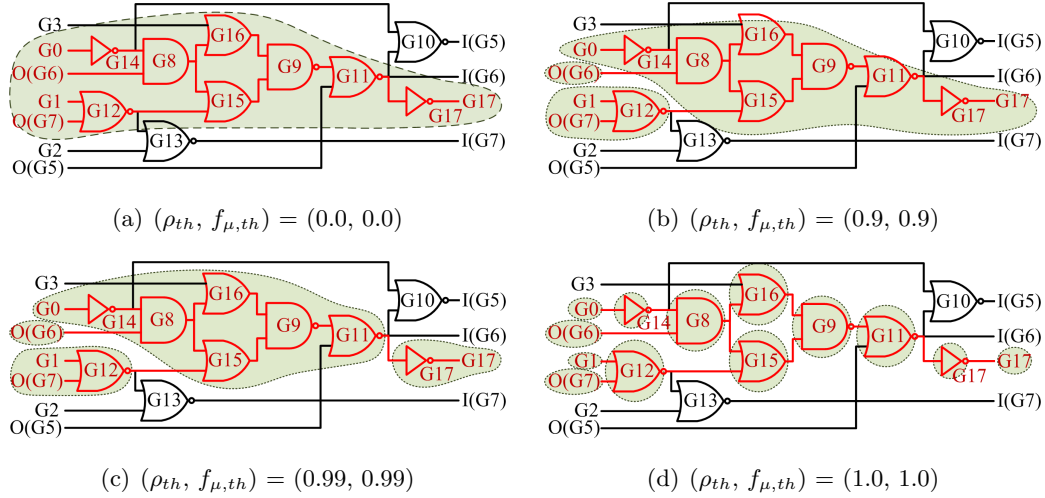 G3 G16 G10 I(G5)
G0 G14 G8 G9 G11 I(G6)
O(G6)
G1 G12 G15 G17 G17
O(G7)
G2 G13 I(G7)
O(G5)
(a) (ρth, fμ,th) = (0.0, 0.0)
G3 G16 G10 I(G5)
G0 G14 G8 G9 G11 I(G6)
O(G6)
G1 G12 G15 G17 G17
O(G7)
G2 G13 I(G7)
O(G5)
(b) (ρth, fμ,th) = (0.9, 0.9)
G3 G16 G10 I(G5)
G0 G14 G8 G9 G11 I(G6)
O(G6)
G1 G12 G15 G17 G17
O(G7)
G2 G13 I(G7)
O(G5)
(c) (ρth, fμ,th) = (0.99, 0.99)
G3 G16 G10 I(G5)
G0 G14 G8 G9 G11 I(G6)
O(G6)
G1 G12 G15 G17 G17
O(G7)
G2 G13 I(G7)
O(G5)
(d) (ρth, fμ,th) = (1.0, 1.0)